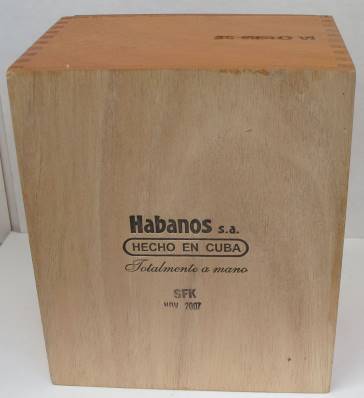 Habanos s.a.
HECHO EN CUBA
Totalmente a mano
SFK
NOV 2007